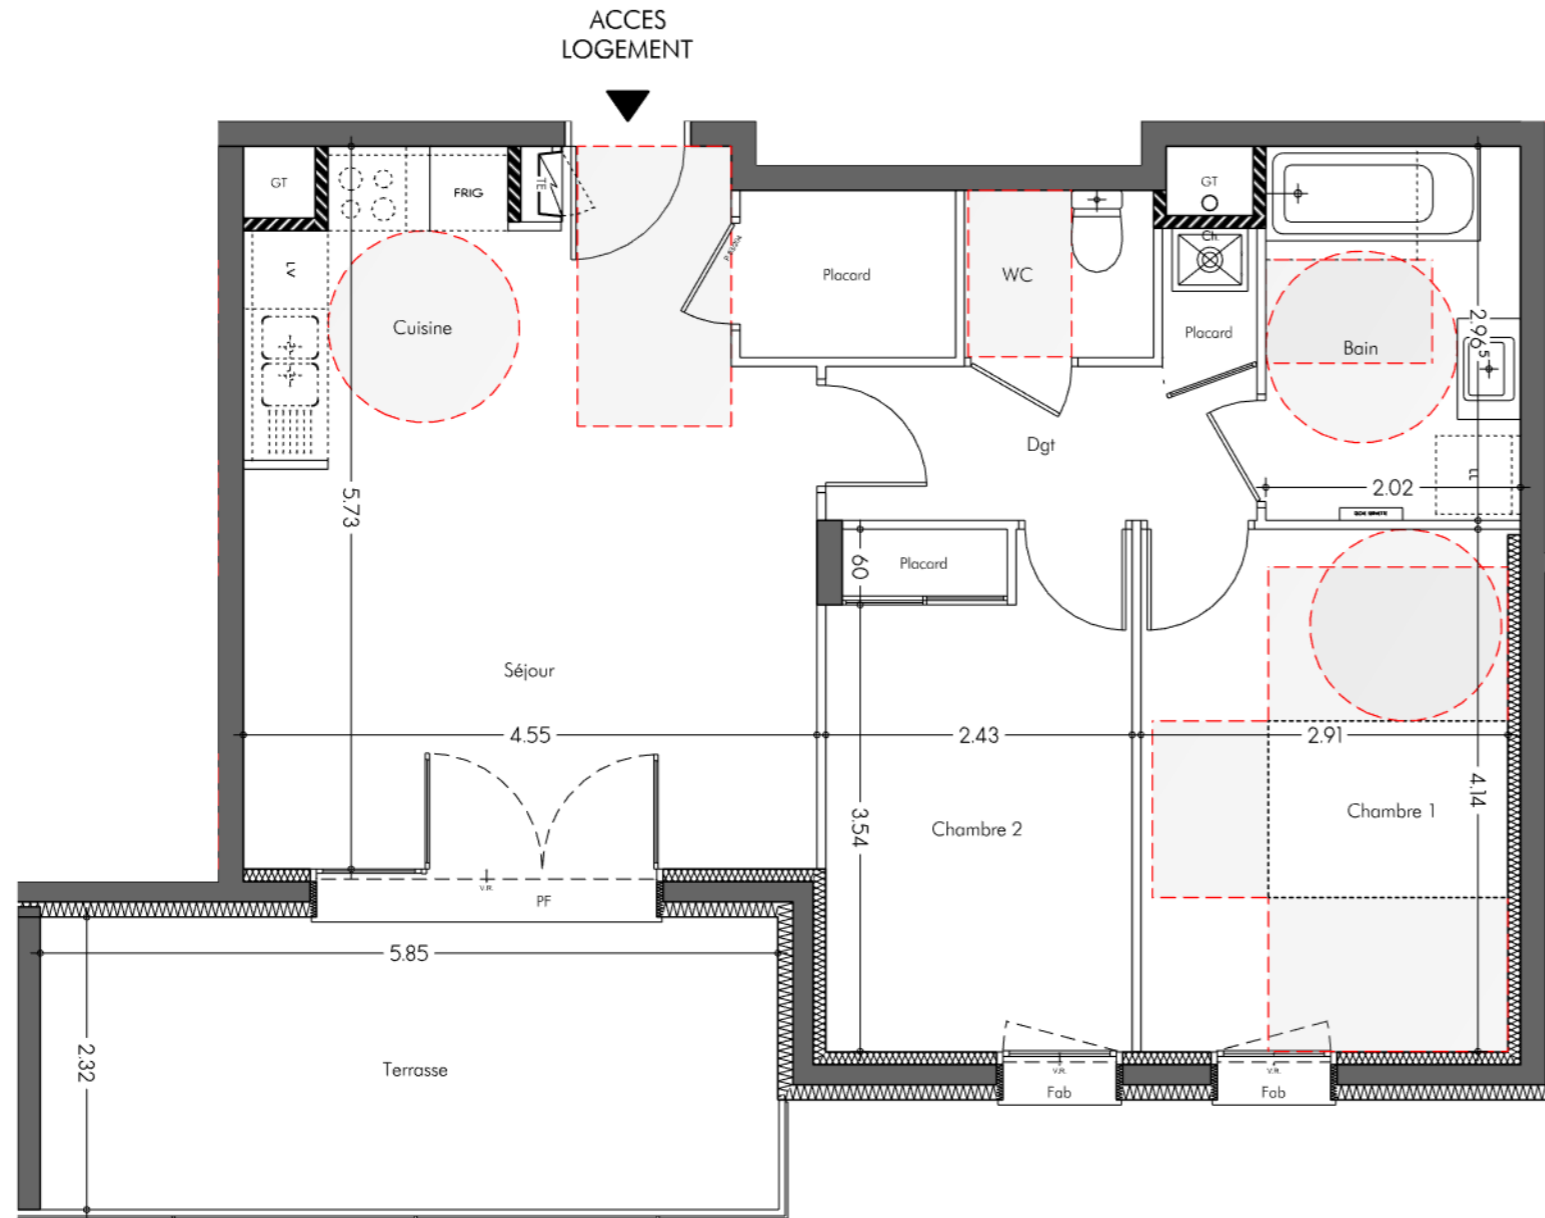 ACCES
LOGEMENT
GT
FRIG
TE
GT
Ch.
LV
Placard
WC
Cuisine
Placard
Bain
2.96⁵
Dgt
LL
2.02
5.73
60
Placard
Séjour
4.55
2.43
2.91
3.54
4.14
Chambre 2
Chambre 1
V.R.
PF
5.85
2.32
Terrasse
V.R.
V.R.
Fab
Fab